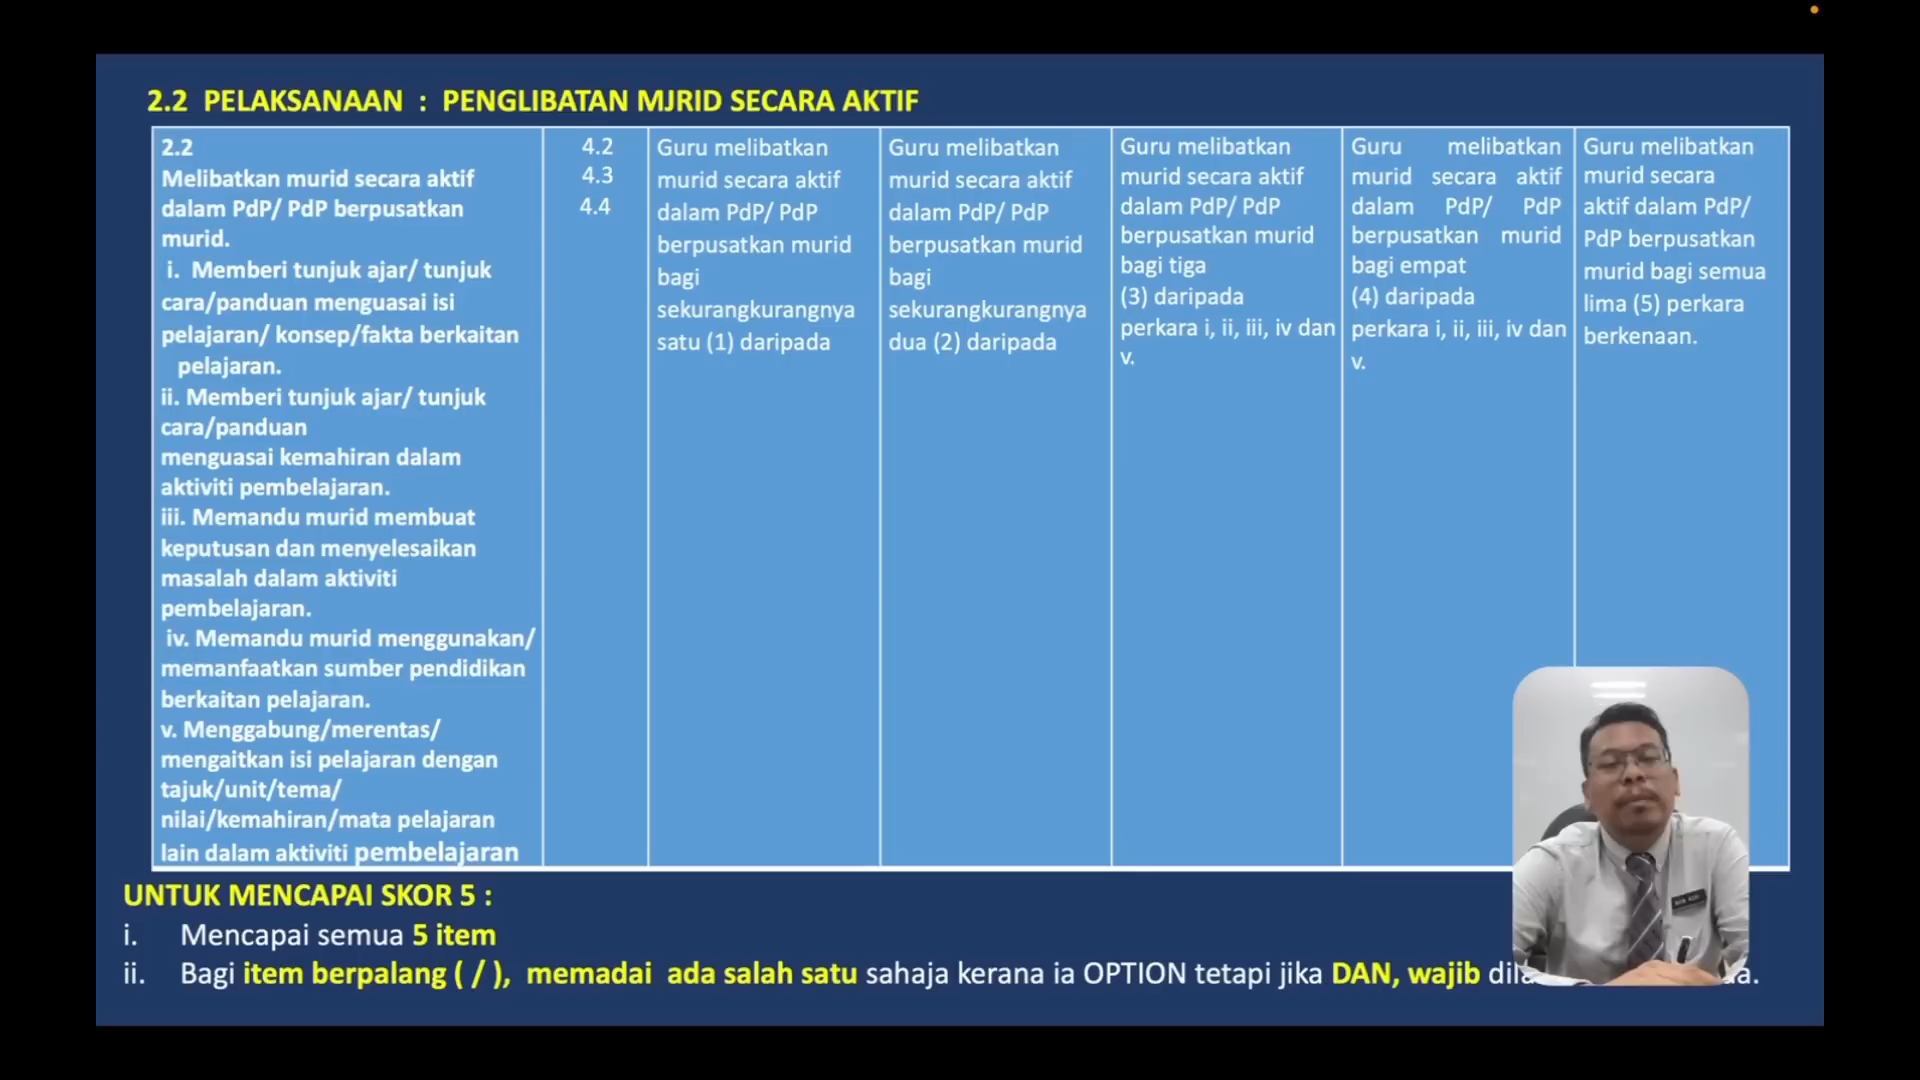 2.2 PELAKSANAAN : PENGLIBATAN MJRID SECARA AKTIF
2.2
Melibatkan murid secara aktif
dalam PdP/ PdP berpusatkan
murid.
i. Memberi tunjuk ajar/ tunjuk
cara/panduan menguasai isi
pelajaran/ konsep/fakta berkaitan
pelajaran.
ii. Memberi tunjuk ajar/ tunjuk
cara/panduan
menguasai kemahiran dalam
aktiviti pembelajaran.
iii. Memandu murid membuat
keputusan dan menyelesaikan
masalah dalam aktiviti
pembelajaran.
iv. Memandu murid menggunakan/
memanfaatkan sumber pendidikan
berkaitan pelajaran.
v. Menggabung/merentas/
mengaitkan isi pelajaran dengan
tajuk/unit/tema/
nilai/kemahiran/mata pelajaran
lain dalam aktiviti pembelajaran
4.2
4.3
4.4
Guru melibatkan
murid secara aktif
dalam PdP/ PdP
berpusatkan murid
bagi
sekurangkurangnya
satu (1) daripada
Guru melibatkan
murid secara aktif
dalam PdP/ PdP
berpusatkan murid
bagi
sekurangkurangnya
dua (2) daripada
Guru melibatkan
murid secara aktif
dalam PdP/ PdP
berpusatkan murid
bagi tiga
(3) daripada
perkara i, ii, iii, iv dan
v.
Guru melibatkan
murid secara aktif
dalam PdP/ PdP
berpusatkan murid
bagi empat
(4) daripada
perkara i, ii, iii, iv dan
v.
Guru melibatkan
murid secara
aktif dalam PdP/
PdP berpusatkan
murid bagi semua
lima (5) perkara
berkenaan.
UNTUK MENCAPAI SKOR 5 :
i. Mencapai semua 5 item
ii. Bagi item berpalang ( / ), memadai ada salah satu sahaja kerana ia OPTION tetapi jika DAN, wajib